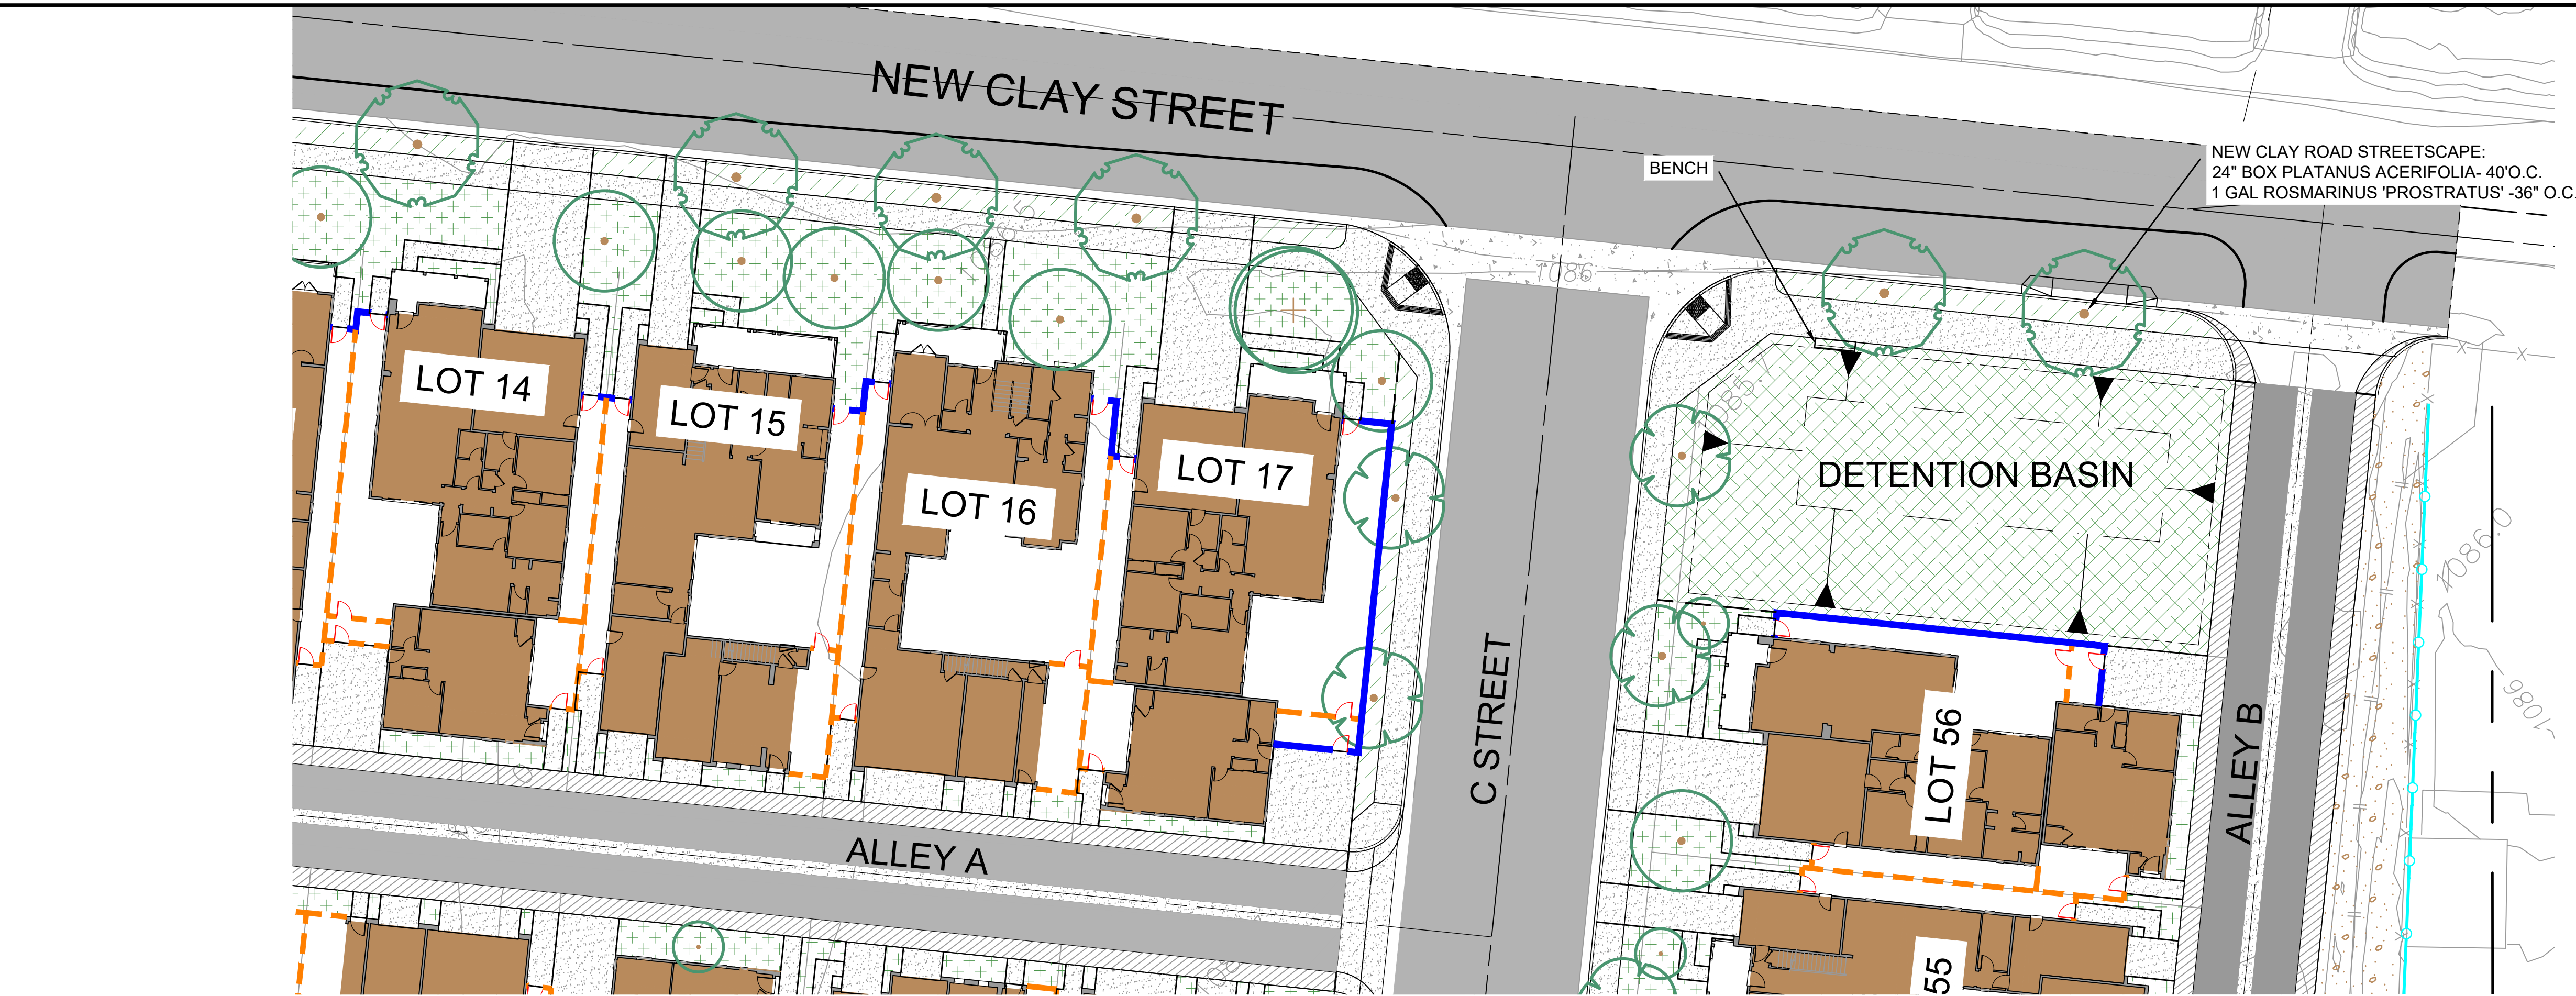 NEW CLAY STREET
BENCH
NEW CLAY ROAD STREETSCAPE:
24" BOX PLATANUS ACERIFOLIA- 40'O.C.
1 GAL ROSMARINUS 'PROSTRATUS' -36" O.C.
1086
LOT 14
LOT 15
LOT 16
LOT 17
DETENTION BASIN
1086.0
C STREET
LOT 56
ALLEY B
ALLEY A
55